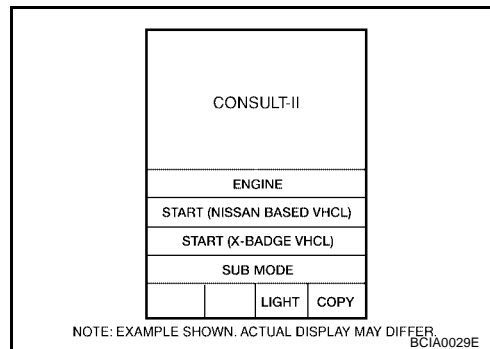 CONSULT-II
ENGINE
START (NISSAN BASED VHCL)
START (X-BADGE VHCL)
SUB MODE
LIGHT COPY
NOTE: EXAMPLE SHOWN. ACTUAL DISPLAY MAY DIFFER.
BCIA0029E